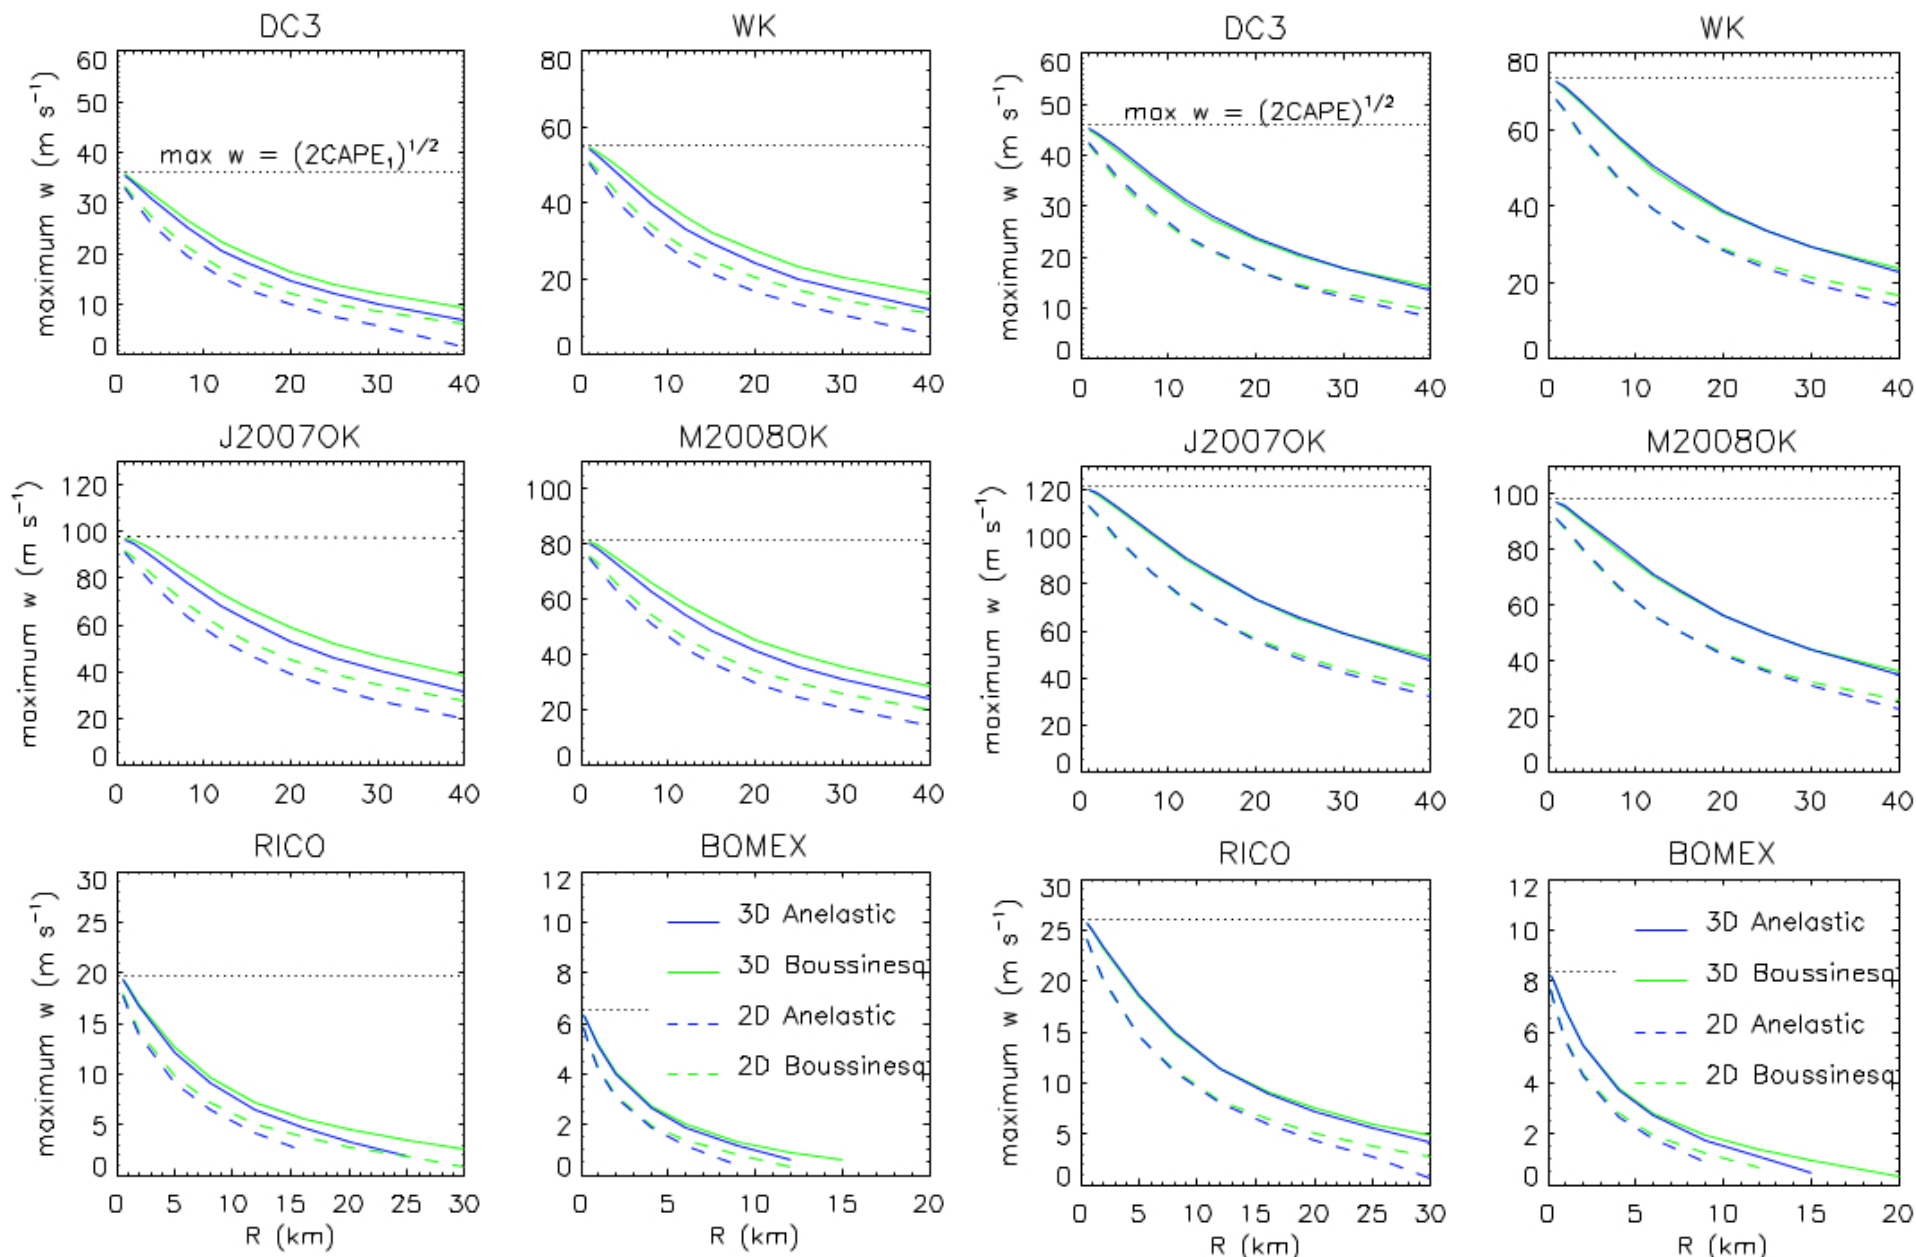 DC3
WK
DC3
WK
maximum w (m s⁻¹)
60
50
40
30
20
10
0
max w = (2CAPE₁)^1/2
0 10 20 30 40
80
60
40
20
0
0 10 20 30 40
maximum w (m s⁻¹)
60
50
40
30
20
10
0
max w = (2CAPE)^1/2
0 10 20 30 40
80
60
40
20
0
0 10 20 30 40
J2007OK
M2008OK
J2007OK
M2008OK
maximum w (m s⁻¹)
120
100
80
60
40
20
0
0 10 20 30 40
100
80
60
40
20
0
0 10 20 30 40
maximum w (m s⁻¹)
120
100
80
60
40
20
0
0 10 20 30 40
100
80
60
40
20
0
0 10 20 30 40
RICO
BOMEX
RICO
BOMEX
maximum w (m s⁻¹)
30
25
20
15
10
5
0
0 5 10 15 20 25 30
R (km)
12
10
8
6
4
2
0
3D Anelastic
3D Boussinesq
2D Anelastic
2D Boussinesq
0 5 10 15 20
R (km)
maximum w (m s⁻¹)
30
25
20
15
10
5
0
0 5 10 15 20 25 30
R (km)
12
10
8
6
4
2
0
3D Anelastic
3D Boussinesq
2D Anelastic
2D Boussinesq
0 5 10 15 20
R (km)